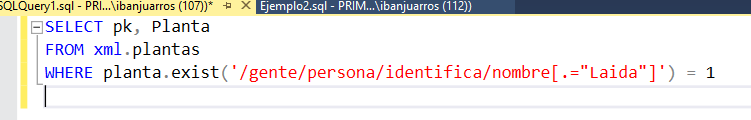 SQLQuery1.sql - PRI...\ibanjuarros (107))* Ejemplo2.sql - PRIM...\ibanjuarros (112))
SELECT pk, Planta
FROM xml.plantas
WHERE planta.exist('/gente/persona/identifica/nombre[.="Laida"]') = 1